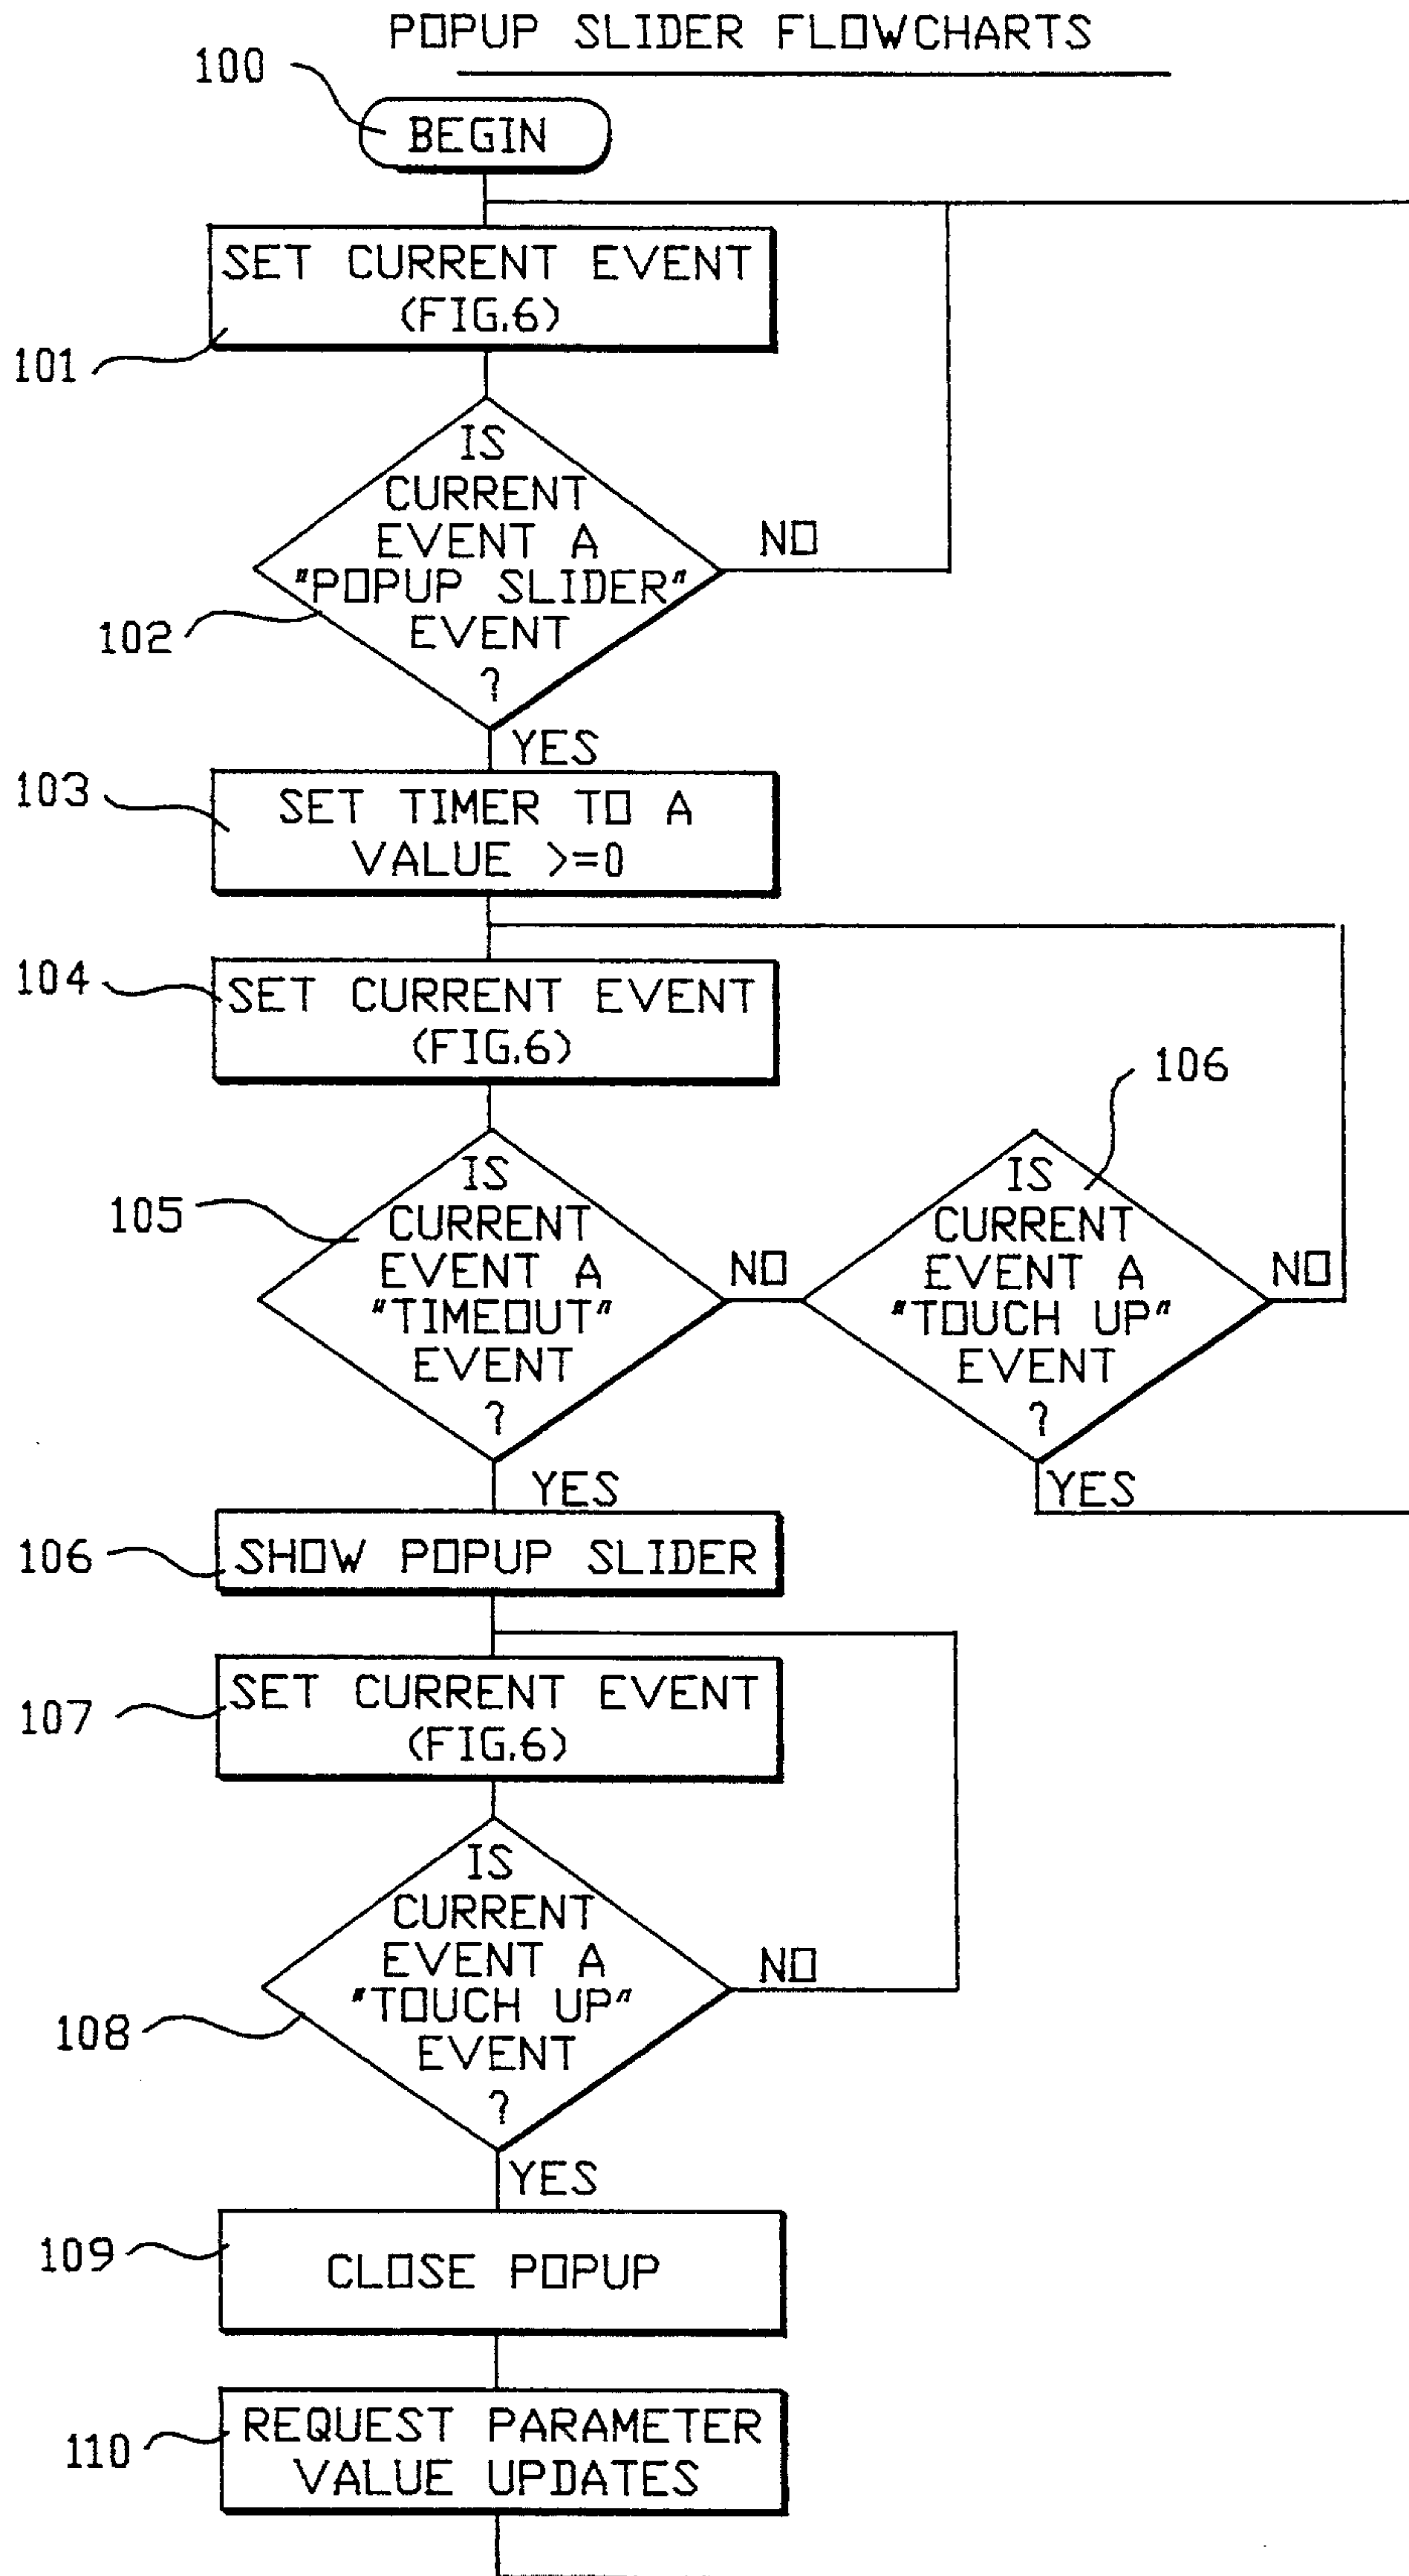 POPUP SLIDER FLOWCHARTS
100
BEGIN
SET CURRENT EVENT
(FIG.6)
101
IS
CURRENT
EVENT A
"POPUP SLIDER"
EVENT
?
NO
102
YES
103
SET TIMER TO A
VALUE >=0
104
SET CURRENT EVENT
(FIG.6)
105
IS
CURRENT
EVENT A
"TIMEOUT"
EVENT
?
NO
106
IS
CURRENT
EVENT A
"TOUCH UP"
EVENT
?
NO
YES
YES
106
SHOW POPUP SLIDER
107
SET CURRENT EVENT
(FIG.6)
IS
CURRENT
EVENT A
"TOUCH UP"
EVENT
?
NO
108
YES
109
CLOSE POPUP
110
REQUEST PARAMETER
VALUE UPDATES